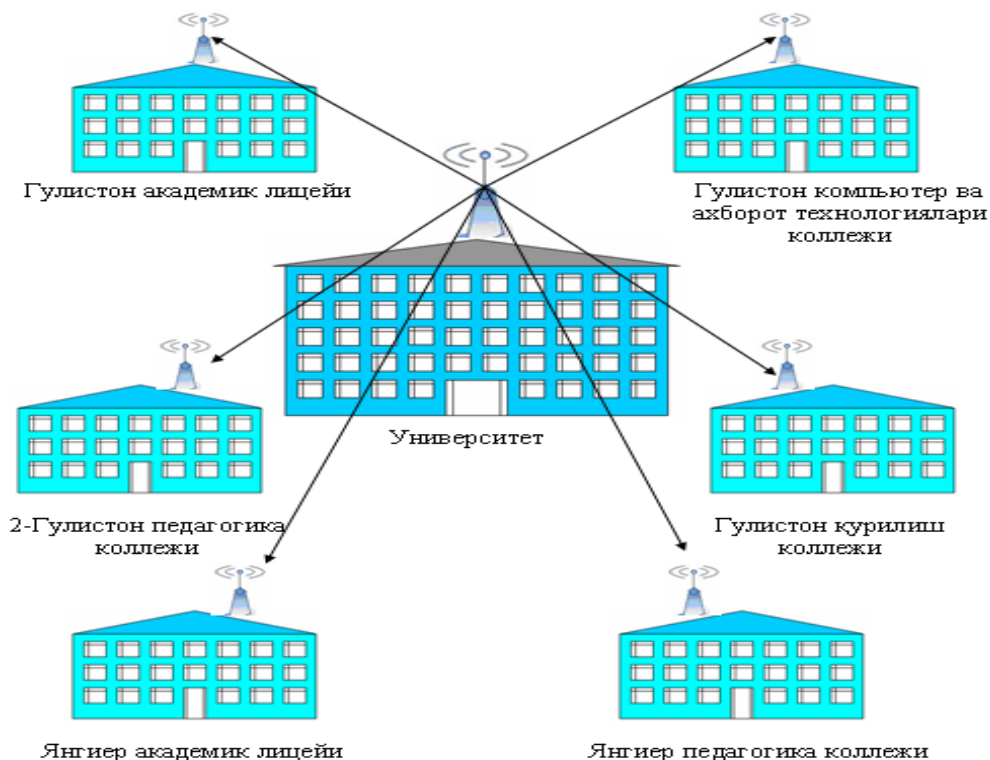 Гулистон академик лицейи
Гулистон компьютер ва
ахборот технологиялари
коллежи
Университет
2-Гулистон педагогика
коллежи
Гулистон қурилиш
коллежи
Янгиер академик лицейи
Янгиер педагогика коллежи